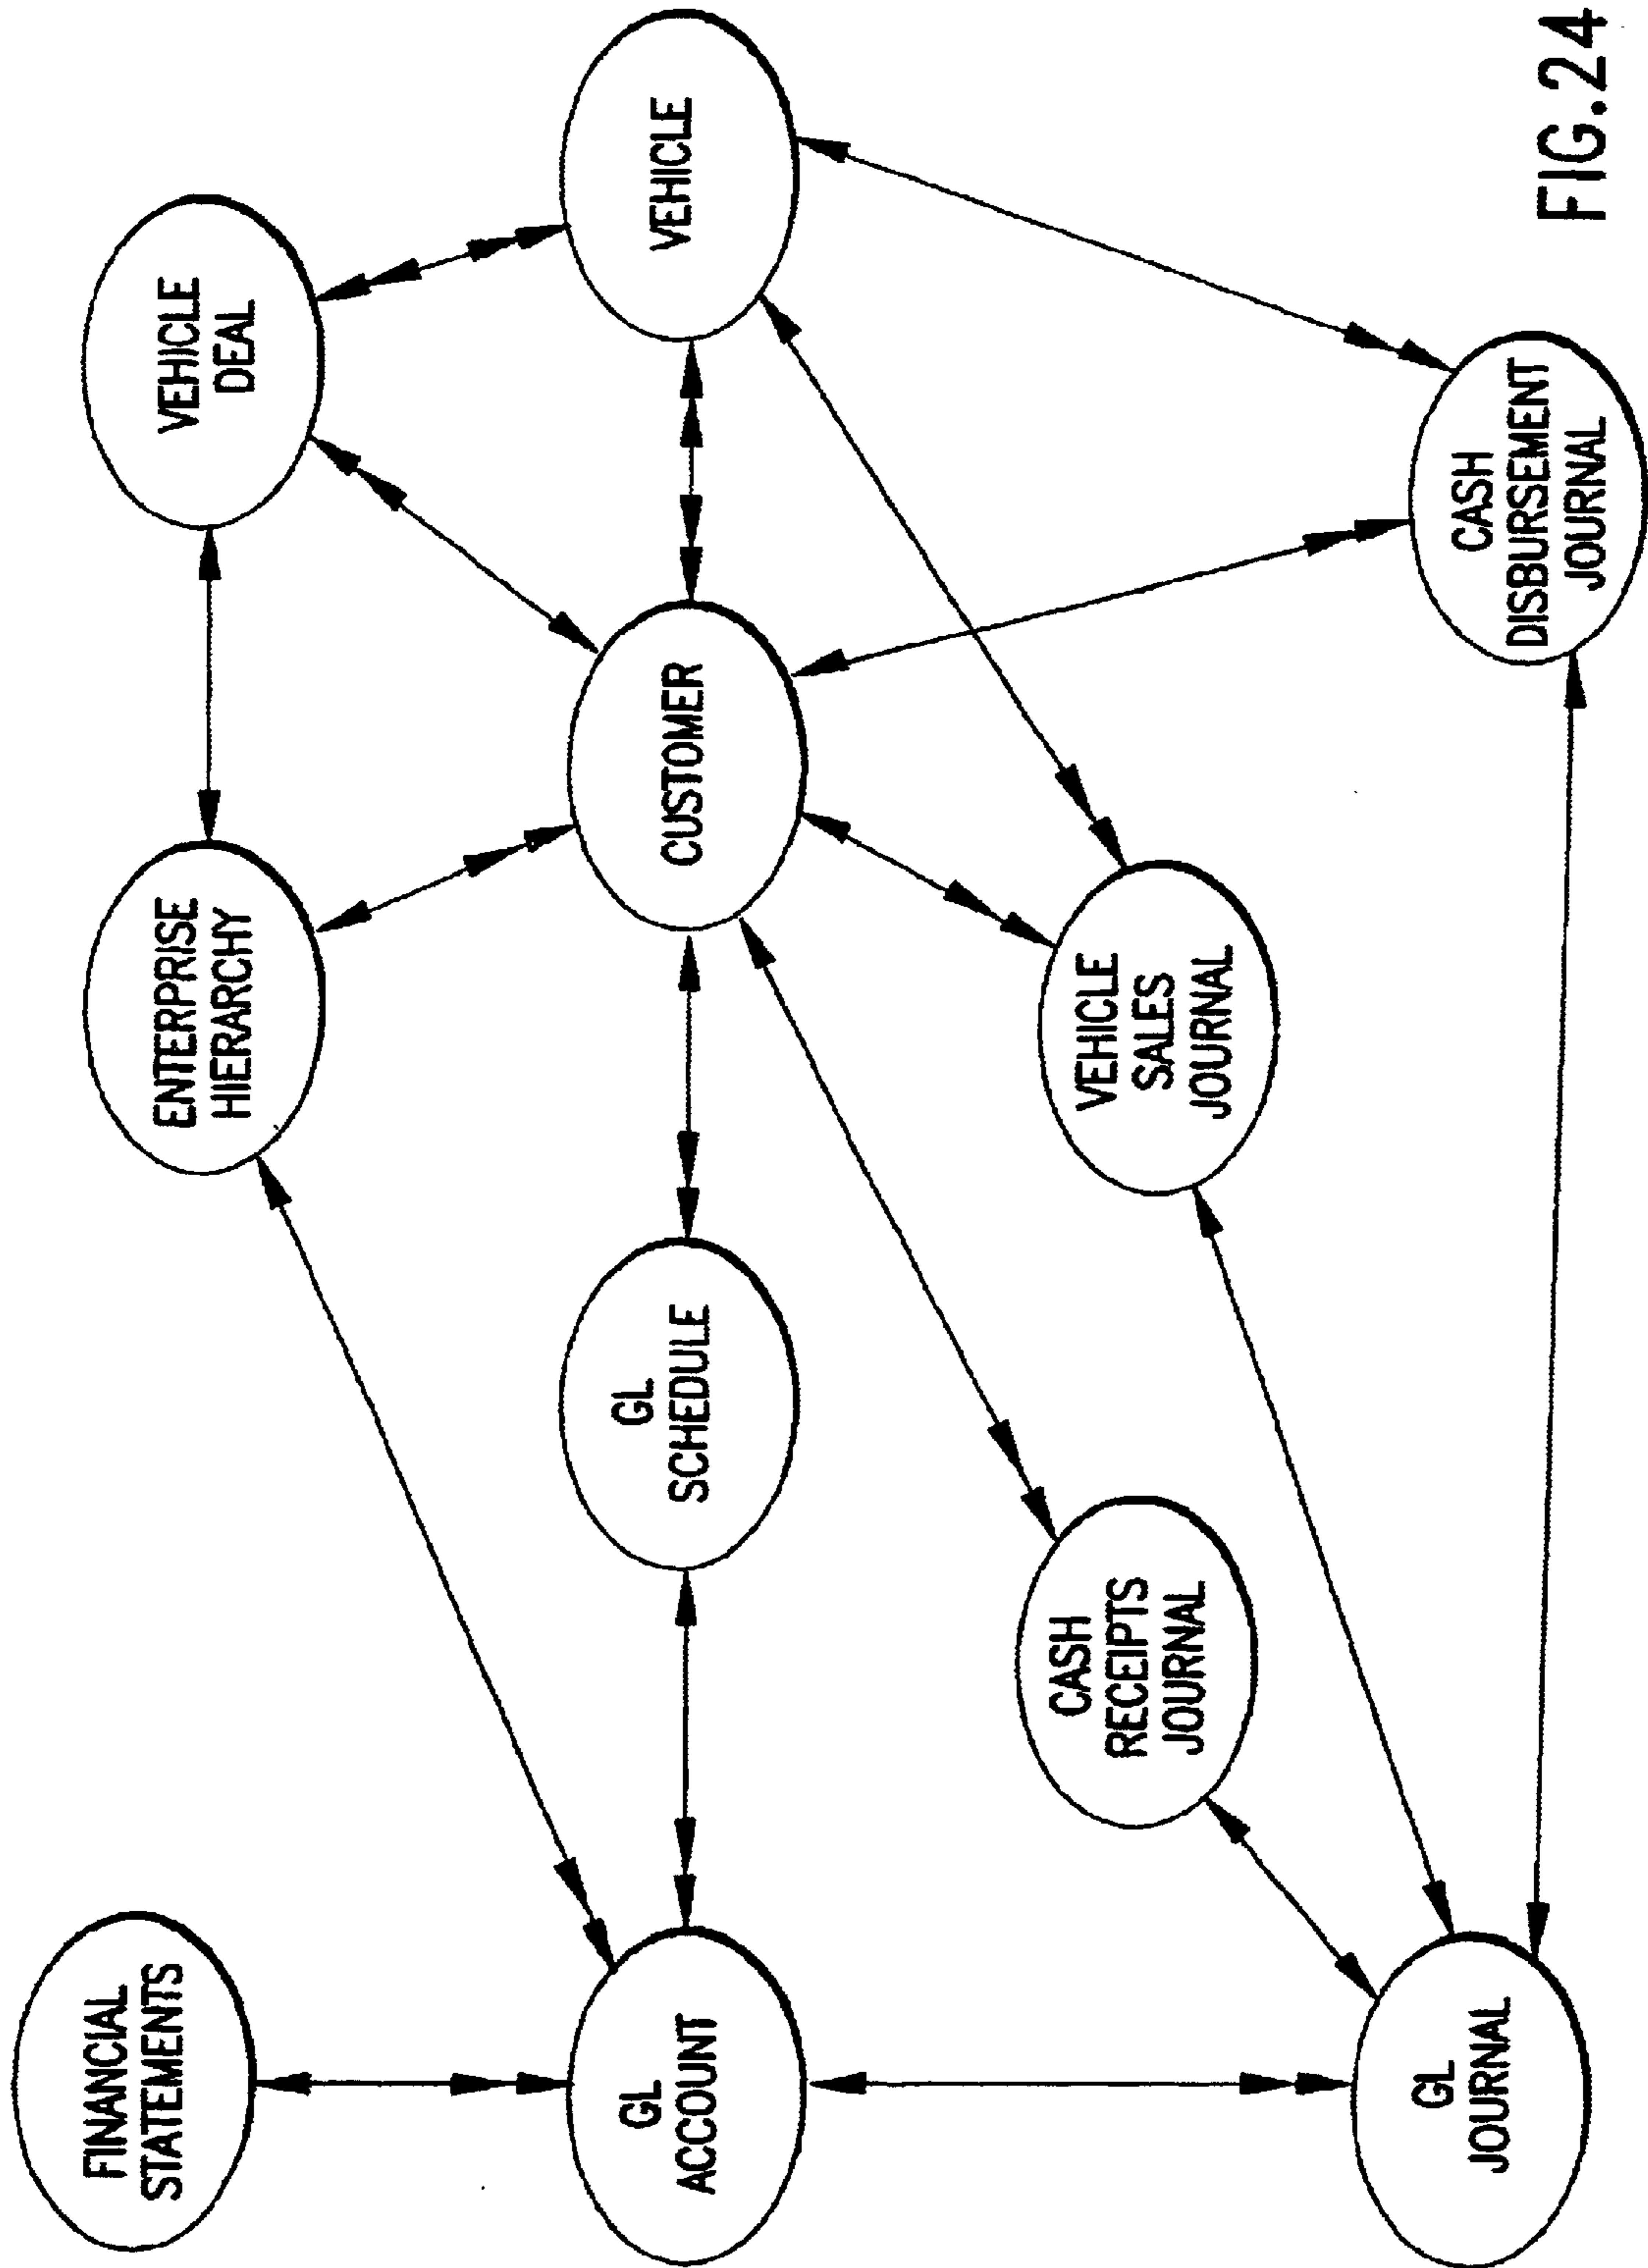 FINANCIAL
STATEMENTS
ENTERPRISE
HIERARCHY
VEHICLE
DEAL
GL
ACCOUNT
GL
SCHEDULE
CUSTOMER
VEHICLE
CASH
RECEIPTS
JOURNAL
VEHICLE
SALES
JOURNAL
GL
JOURNAL
CASH
DISBURSEMENT
JOURNAL
FIG.24